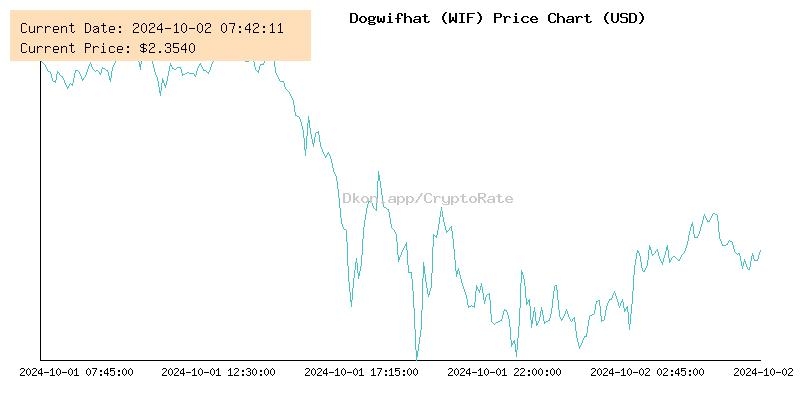 Dogwifhat (WIF) Price Chart (USD)
Current Date: 2024-10-02 07:42:11
Current Price: $2.3540
Dkon.app/CryptoRate
2024-10-01 07:45:00 2024-10-01 12:30:00 2024-10-01 17:15:00 2024-10-01 22:00:00 2024-10-02 02:45:00 2024-10-02